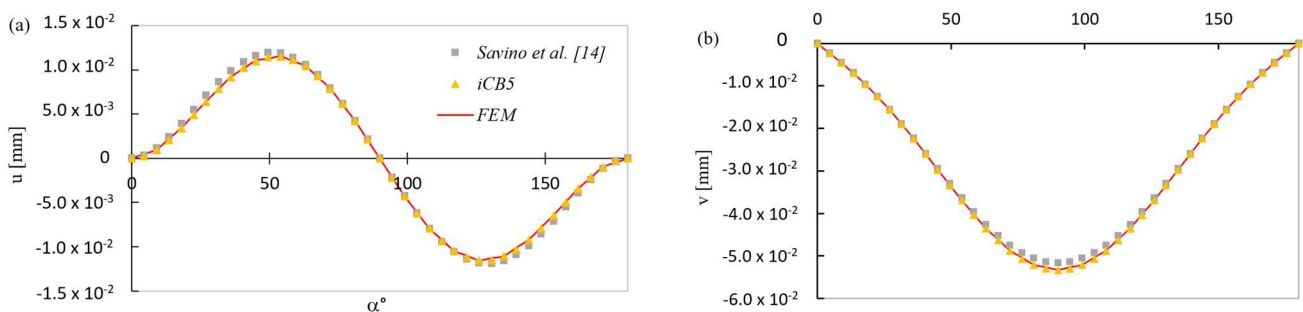 (a)
u [mm]
1.5 x 10⁻²
1.0 x 10⁻²
5.0 x 10⁻³
0
-5.0 x 10⁻³
-1.0 x 10⁻²
-1.5 x 10⁻²
0 50 100 150
α°
Savino et al. [14]
iCB5
FEM
(b)
v [mm]
0 50 100 150
0
-1.0 x 10⁻²
-2.0 x 10⁻²
-3.0 x 10⁻²
-4.0 x 10⁻²
-5.0 x 10⁻²
-6.0 x 10⁻²